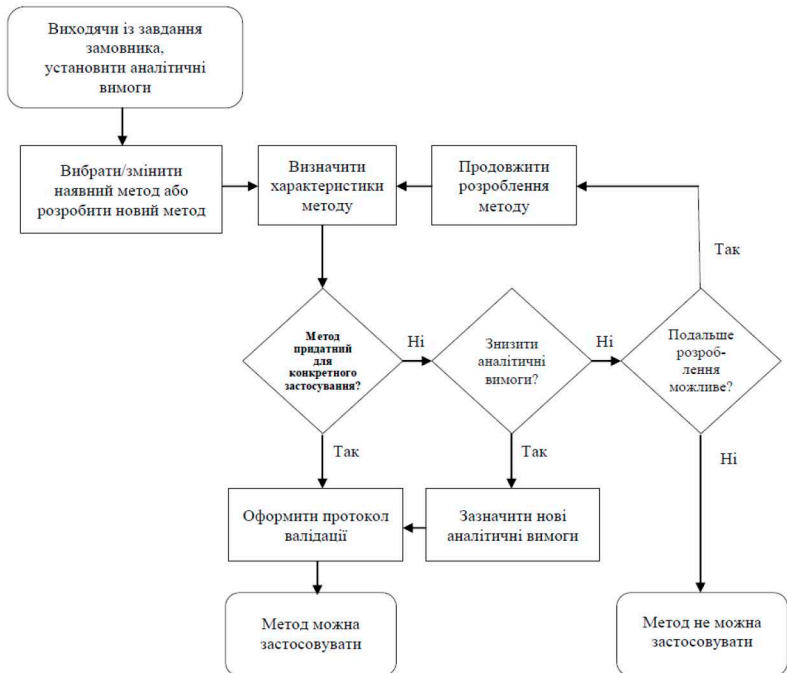 Виходячи із завдання
замовника,
установити аналітичні
вимоги
Вибрати/змінити
наявний метод або
розробити новий метод
Визначити
характеристики
методу
Продовжити
розроблення
методу
Так
Метод
придатний
для
конкретного
застосування?
Ні
Знизити
аналітичні
вимоги?
Ні
Подальше
розроб-
лення
можливе?
Так
Так
Ні
Оформити протокол
валідації
Зазначити нові
аналітичні вимоги
Метод можна
застосовувати
Метод не можна
застосовувати